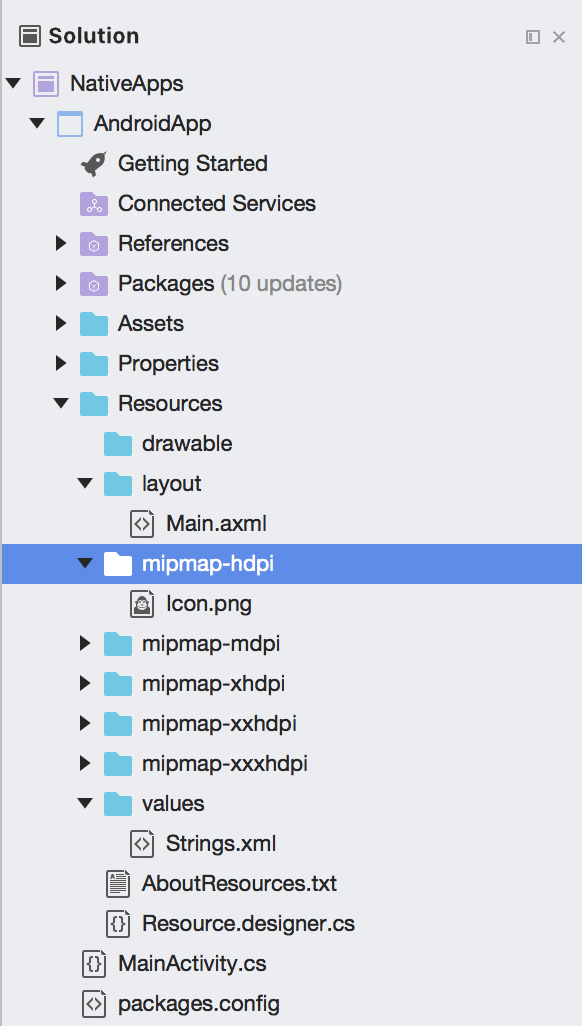 Solution
NativeApps
AndroidApp
Getting Started
Connected Services
References
Packages (10 updates)
Assets
Properties
Resources
drawable
layout
Main.axml
mipmap-hdpi
Icon.png
mipmap-mdpi
mipmap-xhdpi
mipmap-xxhdpi
mipmap-xxxhdpi
values
Strings.xml
AboutResources.txt
Resource.designer.cs
MainActivity.cs
packages.config